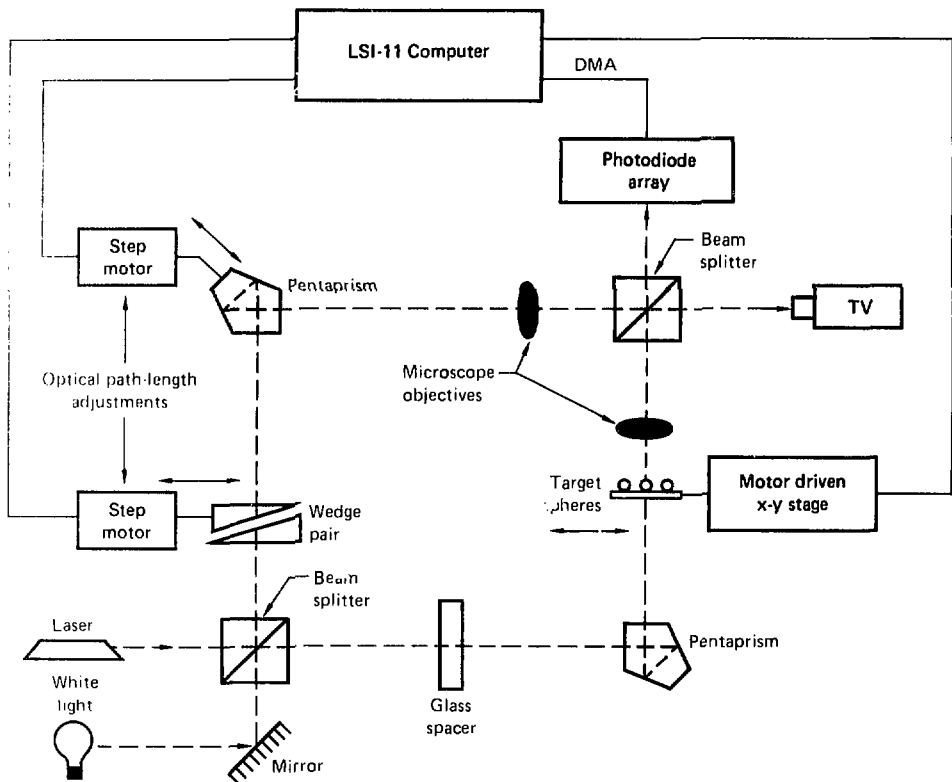 LSI-11 Computer
DMA
Photodiode
array
Step
motor
Pentaprism
Beam
splitter
TV
Optical path-length
adjustments
Microscope
objectives
Step
motor
Wedge
pair
Target
spheres
Motor driven
x-y stage
Beam
splitter
Laser
White
light
Glass
spacer
Pentaprism
Mirror